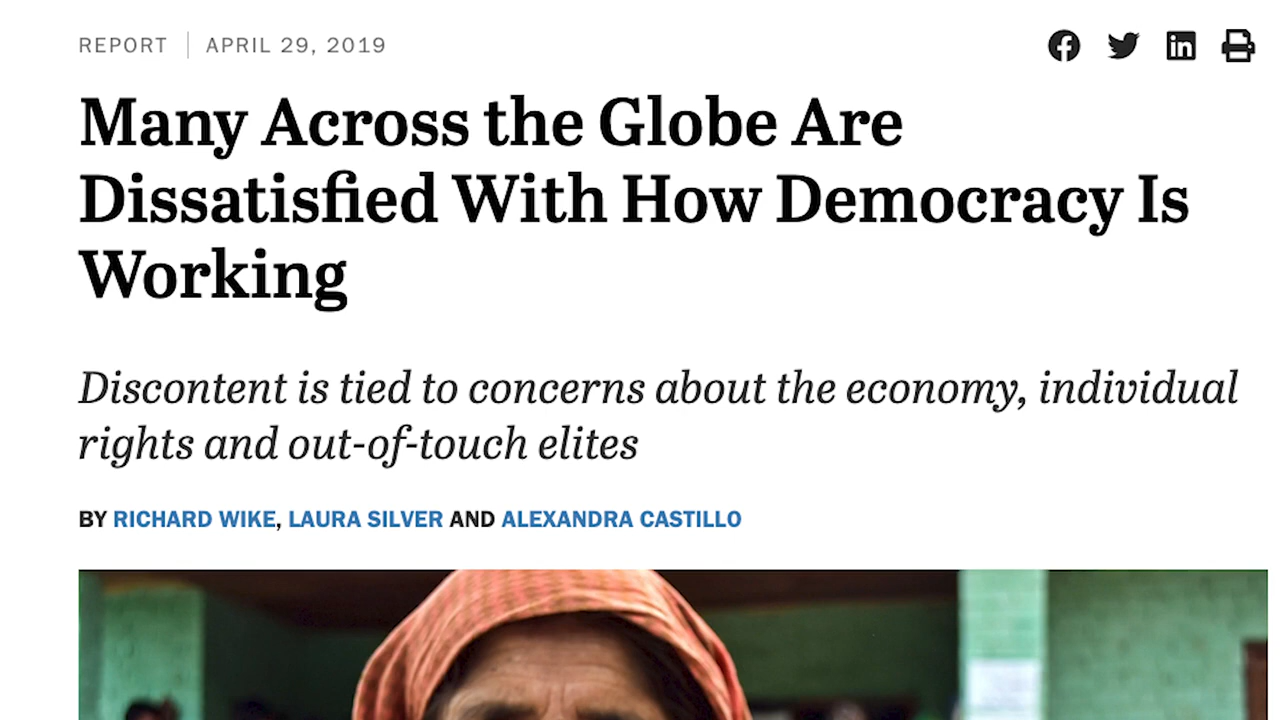 REPORT | APRIL 29, 2019
Many Across the Globe Are
Dissatisfied With How Democracy Is
Working
Discontent is tied to concerns about the economy, individual
rights and out-of-touch elites
BY RICHARD WIKE, LAURA SILVER AND ALEXANDRA CASTILLO